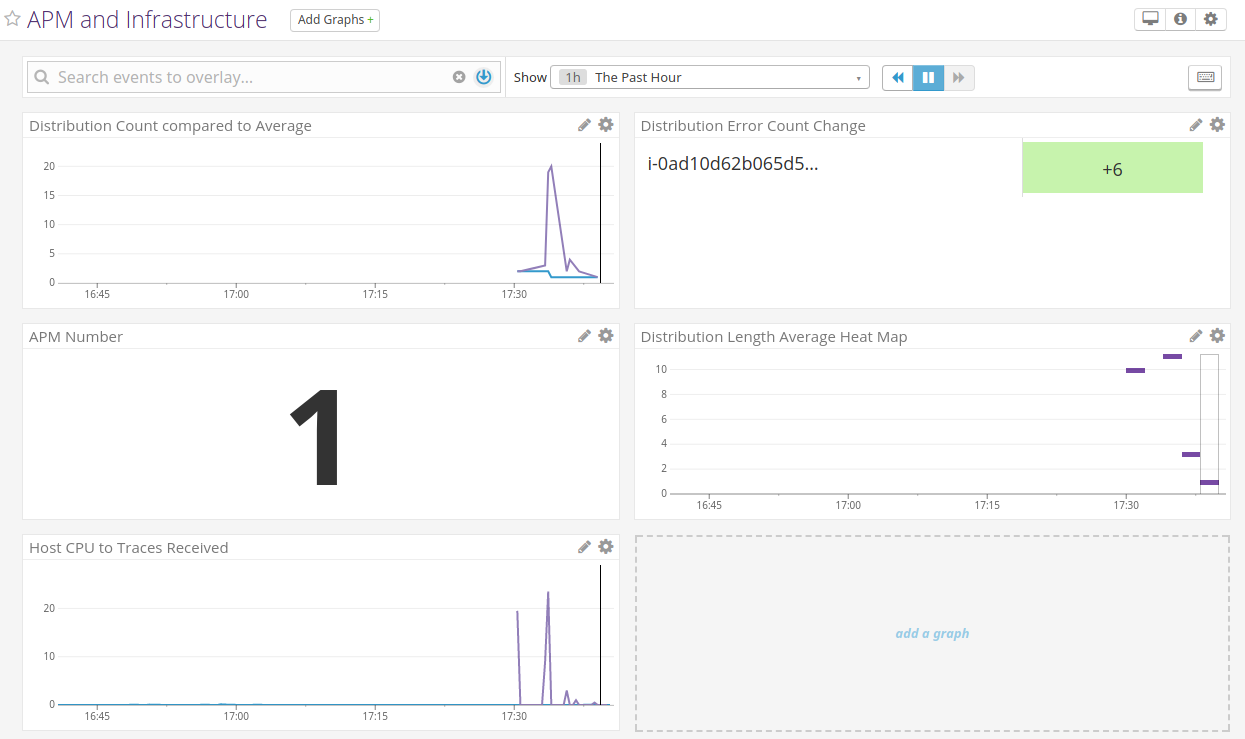 APM and Infrastructure
Add Graphs +
Search events to overlay...
Show
1h The Past Hour
Distribution Count compared to Average
20
15
10
5
0
16:45 17:00 17:15 17:30
Distribution Error Count Change
i-0ad10d62b065d5...
+6
APM Number
1
Distribution Length Average Heat Map
10
8
6
4
2
0
16:45 17:00 17:15 17:30
Host CPU to Traces Received
20
10
0
16:45 17:00 17:15 17:30
add a graph